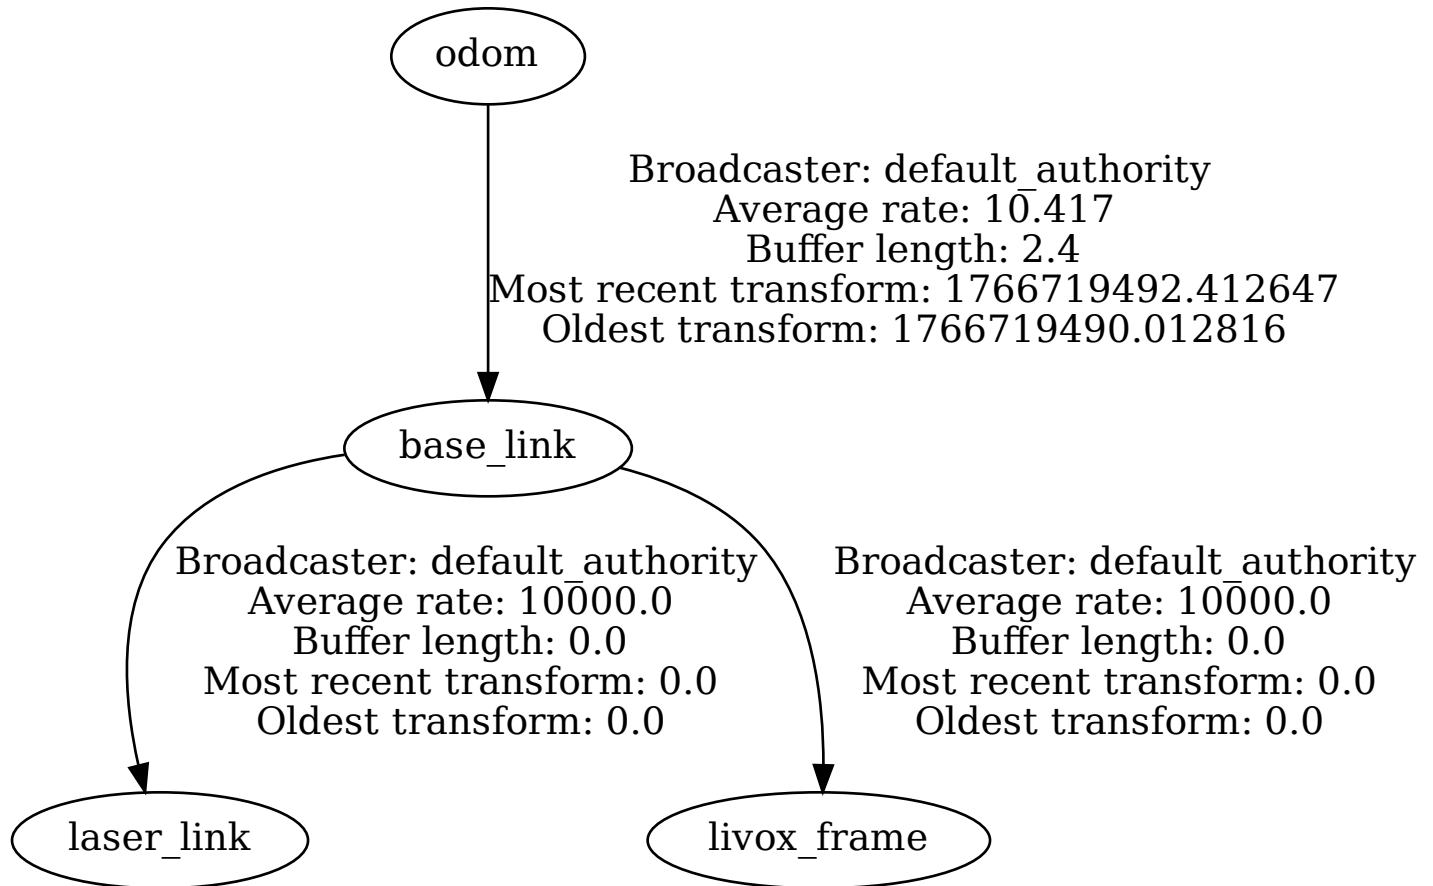 odom
Broadcaster: default_authority
Average rate: 10.417
Buffer length: 2.4
Most recent transform: 1766719492.412647
Oldest transform: 1766719490.012816
base_link
Broadcaster: default_authority
Average rate: 10000.0
Buffer length: 0.0
Most recent transform: 0.0
Oldest transform: 0.0
Broadcaster: default_authority
Average rate: 10000.0
Buffer length: 0.0
Most recent transform: 0.0
Oldest transform: 0.0
laser_link
livox_frame